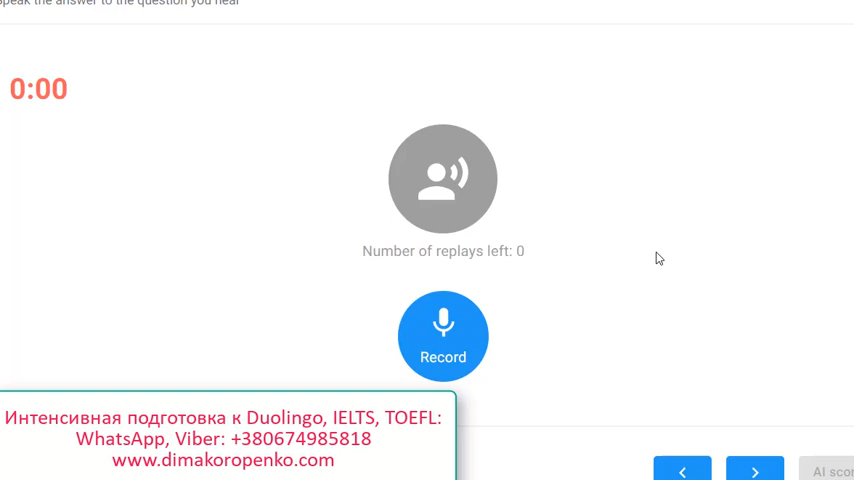 Speak the answer to the question you hear
0:00
Number of replays left: 0
Record
Интенсивная подготовка к Duolingo, IELTS, TOEFL:
WhatsApp, Viber: +380674985818
www.dimakoropenko.com
AI scor